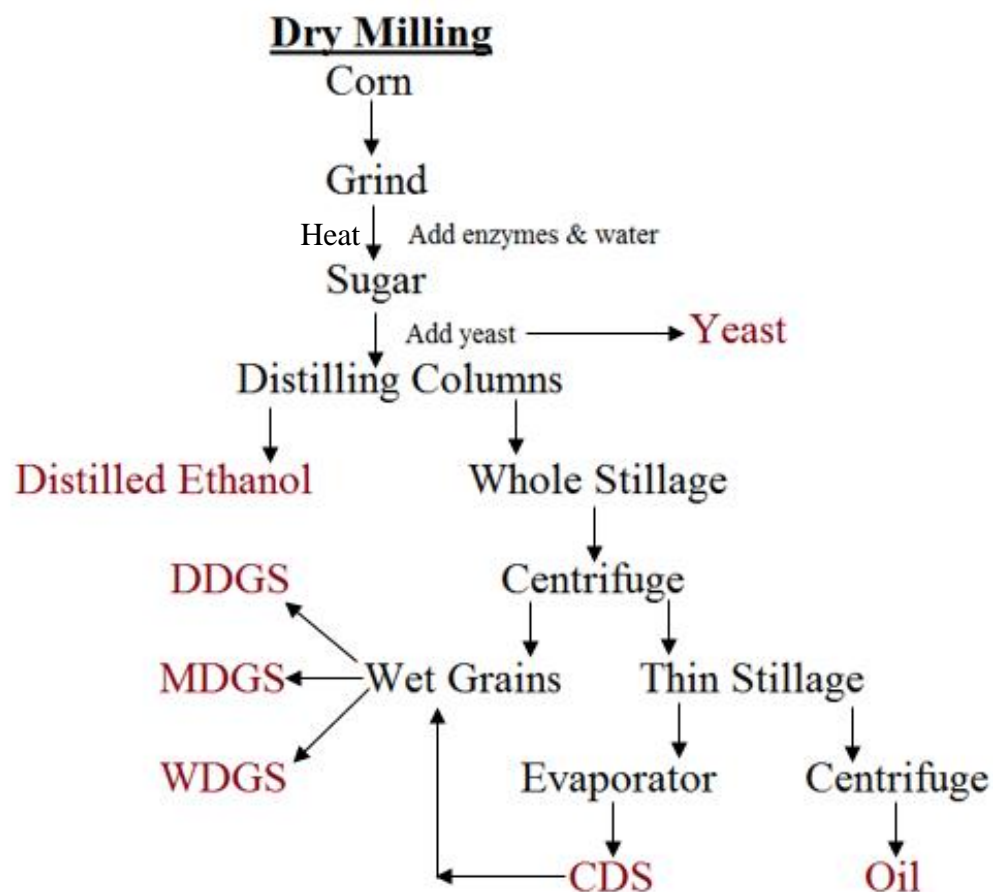 Dry Milling
Corn
Grind
Heat Add enzymes & water
Sugar
Add yeast Yeast
Distilling Columns
Distilled Ethanol Whole Stillage
DDGS Centrifuge
MDGS Wet Grains Thin Stillage
WDGS Evaporator Centrifuge
CDS Oil